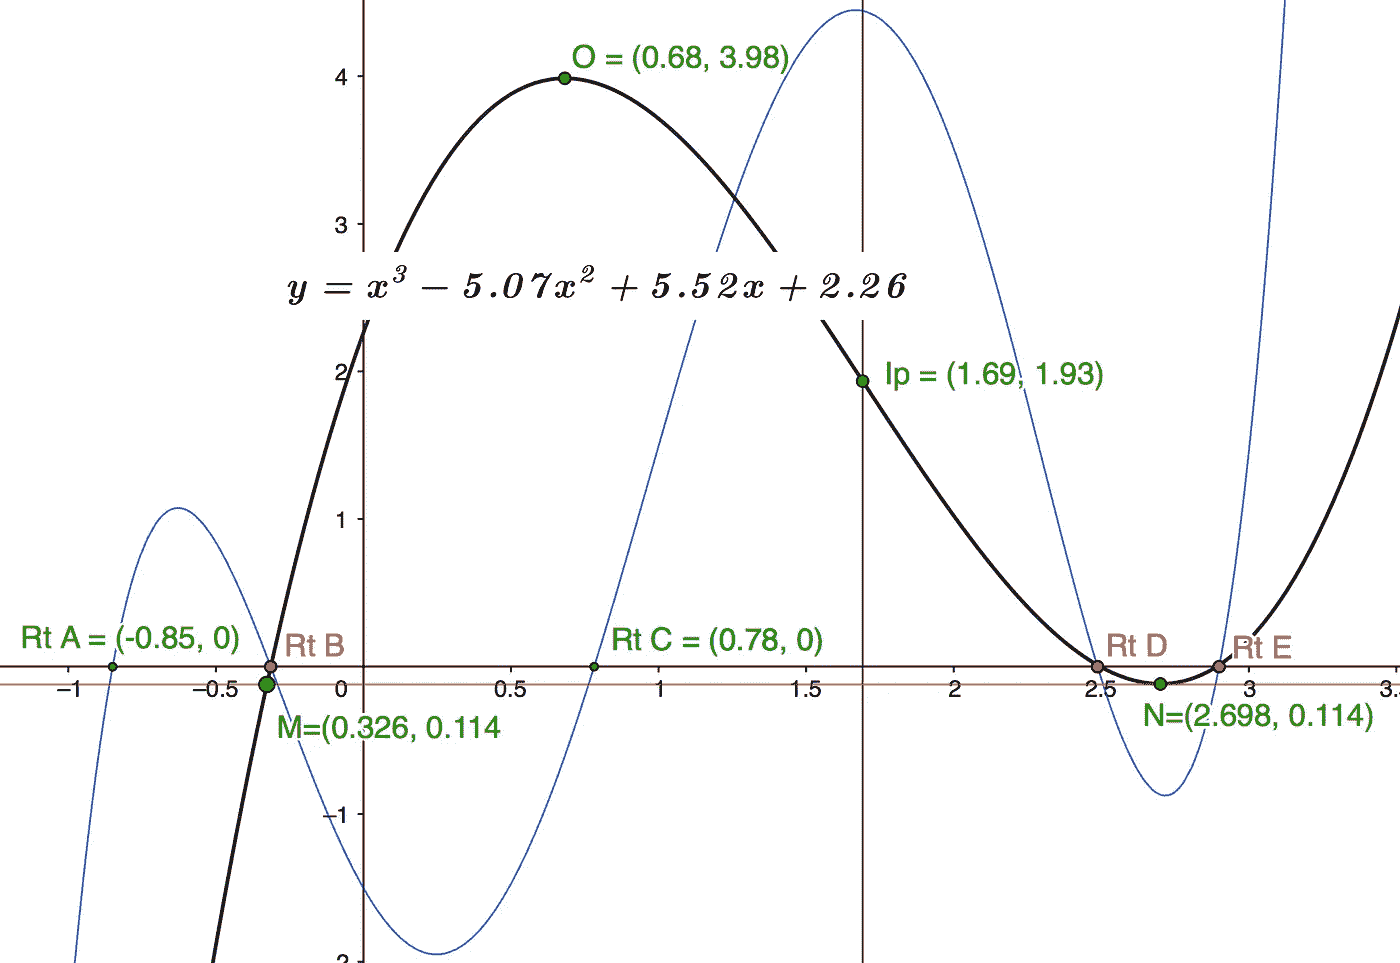 O = (0.68, 3.98)
4
3
y = x³ − 5.07x² + 5.52x + 2.26
2
Ip = (1.69, 1.93)
1
Rt A = (-0.85, 0)
Rt B
Rt C = (0.78, 0)
Rt D
Rt E
−1 −0.5 0 0.5 1 1.5 2 2.5 3 3.
M=(0.326, 0.114
N=(2.698, 0.114)
−1
2